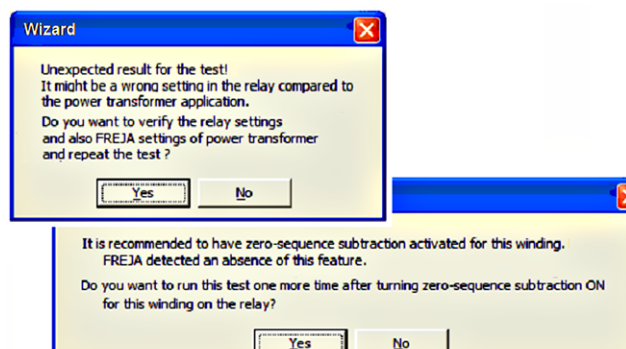 Wizard
Unexpected result for the test!
It might be a wrong setting in the relay compared to
the power transformer application.
Do you want to verify the relay settings
and also FREJA settings of power transformer
and repeat the test ?
Yes
No
It is recommended to have zero-sequence subtraction activated for this winding.
FREJA detected an absence of this feature.
Do you want to run this test one more time after turning zero-sequence subtraction ON
for this winding on the relay?
Yes
No